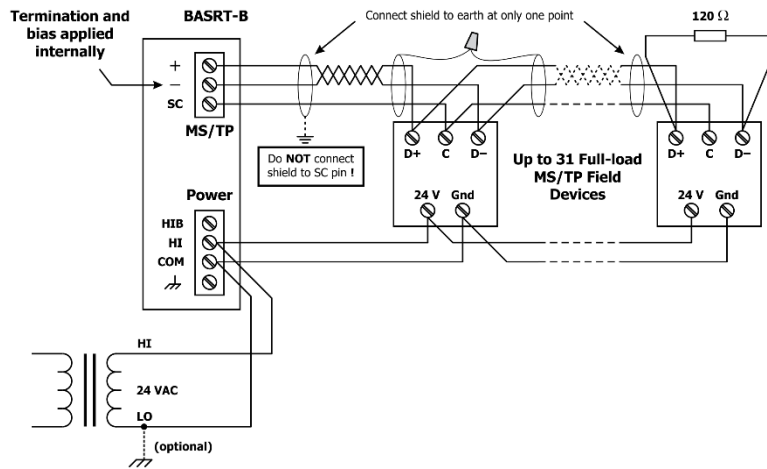 Termination and
bias applied
internally
BASRT-B
Connect shield to earth at only one point
120 Ω
+
−
SC
MS/TP
Do NOT connect
shield to SC pin !
D+ C D−
Up to 31 Full-load
MS/TP Field
Devices
D+ C D−
24 V Gnd
24 V Gnd
Power
HIB
HI
COM
HI
24 VAC
LO
(optional)